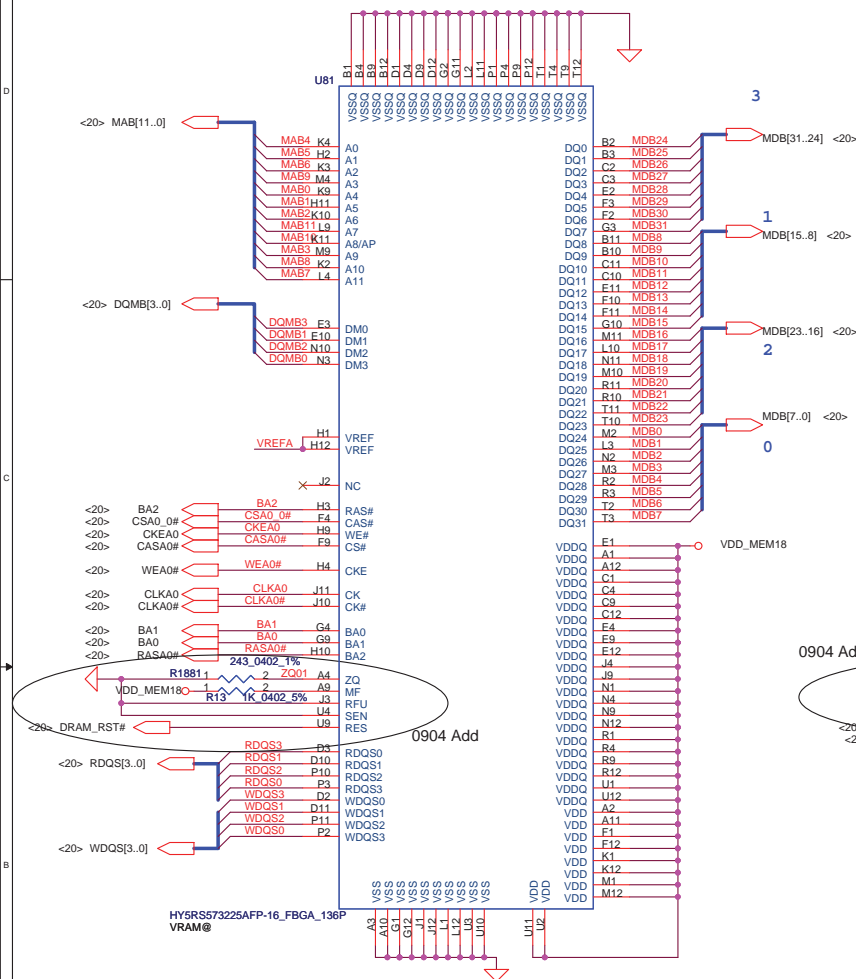 U81
B1 B4 B9 B12 D1 D4 D9 D12 G2 G11 L2 L11 P1 P4 P9 P12 T1 T4 T9 T12
VSSQ VSSQ VSSQ VSSQ VSSQ VSSQ VSSQ VSSQ VSSQ VSSQ VSSQ VSSQ VSSQ VSSQ VSSQ VSSQ VSSQ VSSQ VSSQ VSSQ
D
C
B
<20> MAB[11..0]
MAB4 K4 A0
MAB5 H2 A1
MAB6 K3 A2
MAB9 M4 A3
MAB0 K9 A4
MAB1 H11 A5
MAB2 K10 A6
MAB11 L9 A7
MAB10 K11 A8/AP
MAB3 M9 A9
MAB8 K2 A10
MAB7 L4 A11
<20> DQMB[3..0]
DQMB3 E3 DM0
DQMB1 E10 DM1
DQMB2 N10 DM2
DQMB0 N3 DM3
VREFA H1 VREF
H12 VREF
J2 NC
<20> BA2 BA2 H3 RAS#
<20> CSA0_0# CSA0_0# F4 CAS#
<20> CKEA0 CKEA0 H9 WE#
<20> CASA0# CASA0# F9 CS#
<20> WEA0# WEA0# H4 CKE
<20> CLKA0 CLKA0 J11 CK
<20> CLKA0# CLKA0# J10 CK#
<20> BA1 BA1 G4 BA0
<20> BA0 BA0 G9 BA1
<20> RASA0# RASA0# H10 BA2
R1881 1 243_0402_1% 2 ZQ01 A4 ZQ
VDD_MEM18 1 2 A9 MF
R13 1K_0402_5% J3 RFU
U4 SEN
<20> DRAM_RST# U9 RES
0904 Add
<20> RDQS[3..0]
RDQS3 D3 RDQS0
RDQS1 D10 RDQS1
RDQS2 P10 RDQS2
RDQS0 P3 RDQS3
WDQS3 D2 WDQS0
WDQS1 D11 WDQS1
WDQS2 P11 WDQS2
WDQS0 P2 WDQS3
<20> WDQS[3..0]
HY5RS573225AFP-16_FBGA_136P
VRAM@
VSS VSS VSS VSS VSS VSS VSS VSS VSS VSS
A3 A10 G1 G12 J1 J12 L1 L12 U3 U10
VDD VDD
U11 U2
3
DQ0 B2 MDB24
MDB[31..24] <20>
DQ1 B3 MDB25
DQ2 C2 MDB26
DQ3 C3 MDB27
DQ4 E2 MDB28
DQ5 F3 MDB29
DQ6 F2 MDB30
DQ7 G3 MDB31
1
DQ8 B11 MDB8
MDB[15..8] <20>
DQ9 B10 MDB9
DQ10 C11 MDB10
DQ11 C10 MDB11
DQ12 E11 MDB12
DQ13 F10 MDB13
DQ14 F11 MDB14
DQ15 G10 MDB15
DQ16 M11 MDB16
MDB[23..16] <20>
DQ17 L10 MDB17
2
DQ18 N11 MDB18
DQ19 M10 MDB19
DQ20 R11 MDB20
DQ21 R10 MDB21
DQ22 T11 MDB22
DQ23 T10 MDB23
MDB[7..0] <20>
DQ24 M2 MDB0
DQ25 L3 MDB1
0
DQ26 N2 MDB2
DQ27 M3 MDB3
DQ28 R2 MDB4
DQ29 R3 MDB5
DQ30 T2 MDB6
DQ31 T3 MDB7
VDDQ E1 VDD_MEM18
VDDQ A1
VDDQ A12
VDDQ C1
VDDQ C4
VDDQ C9
VDDQ C12
VDDQ E4
VDDQ E9
VDDQ E12
VDDQ J4
VDDQ J9
VDDQ N1
VDDQ N4
VDDQ N9
VDDQ N12
VDDQ R1
VDDQ R4
VDDQ R9
VDDQ R12
VDDQ U1
VDDQ U12
VDD A2
VDD A11
VDD F1
VDD F12
VDD K1
VDD K12
VDD M1
VDD M12
0904 Ad
<20
<2